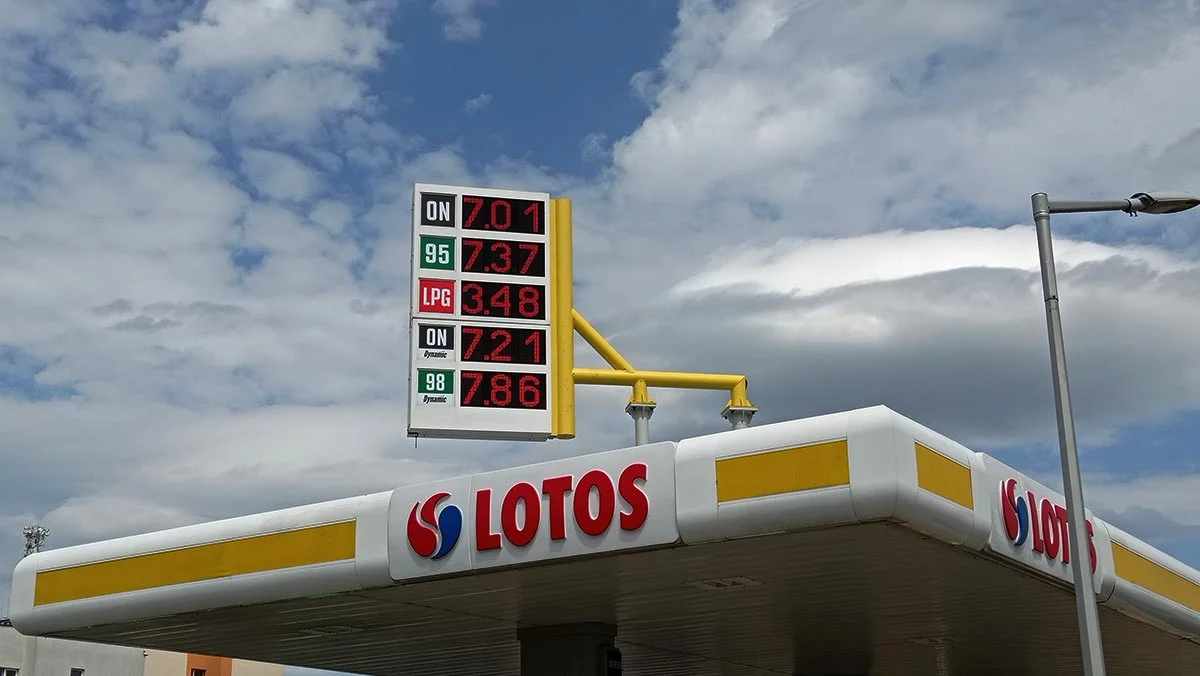 ON 7.01
95 7.37
LPG 3.48
ON 7.21
Dynamic
98 7.86
Dynamic
LOTOS
LOTOS